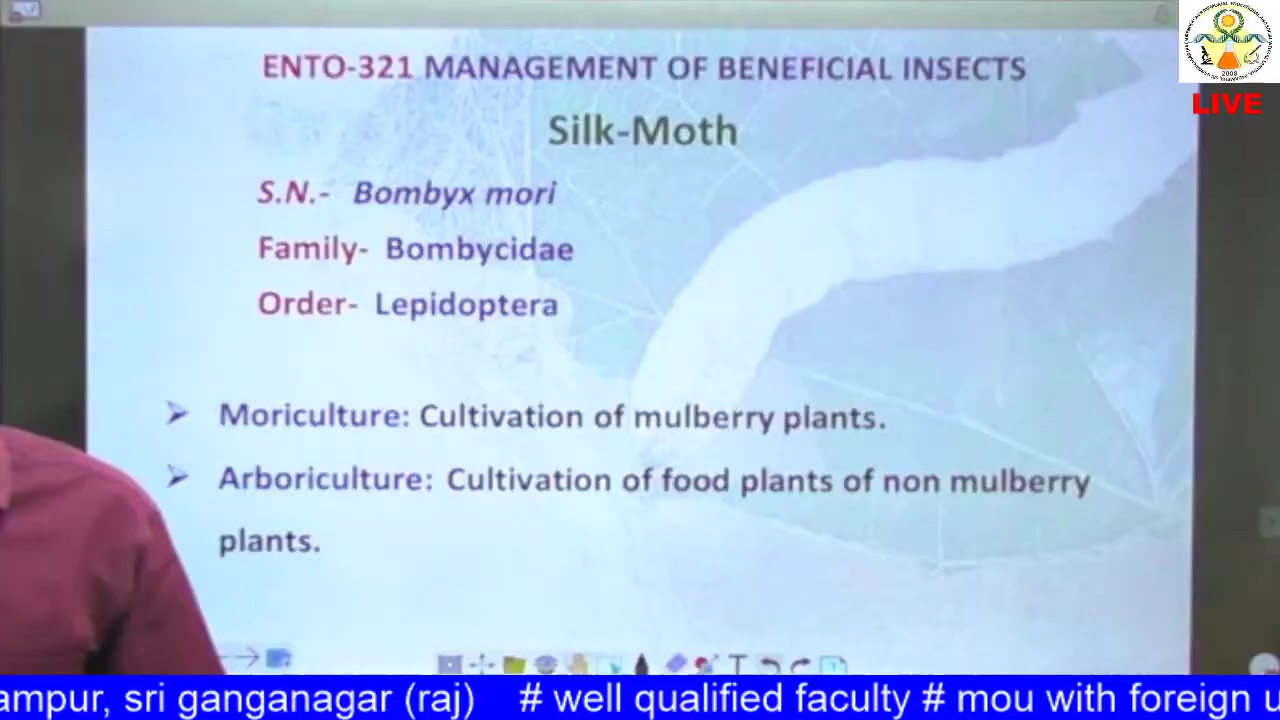 ENTO-321 MANAGEMENT OF BENEFICIAL INSECTS
Silk-Moth
S.N.- Bombyx mori
Family- Bombycidae
Order- Lepidoptera
➢ Moriculture: Cultivation of mulberry plants.
➢ Arboriculture: Cultivation of food plants of non mulberry
plants.
2008
LIVE
ampur, sri ganganagar (raj) # well qualified faculty # mou with foreign u